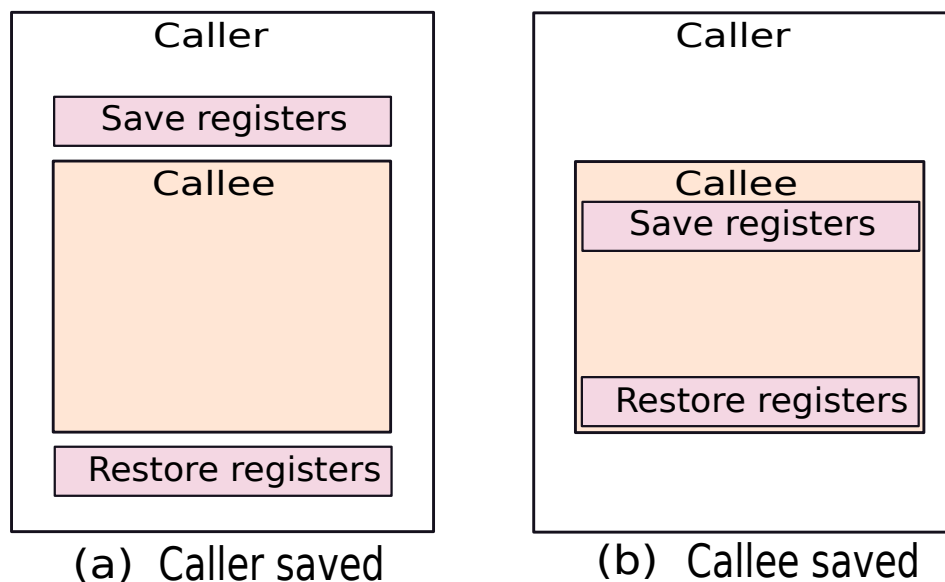 Caller
Save registers
Callee
Restore registers
(a) Caller saved
Caller
Callee
Save registers
Restore registers
(b) Callee saved